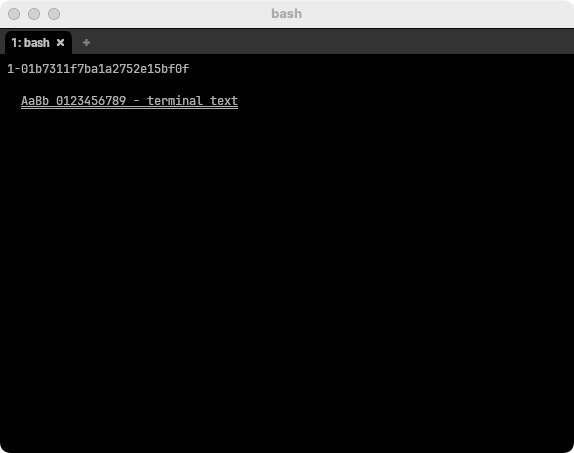 bash
1: bash × +
1-01b7311f7ba1a2752e15bf0f
AaBb 0123456789 - terminal text